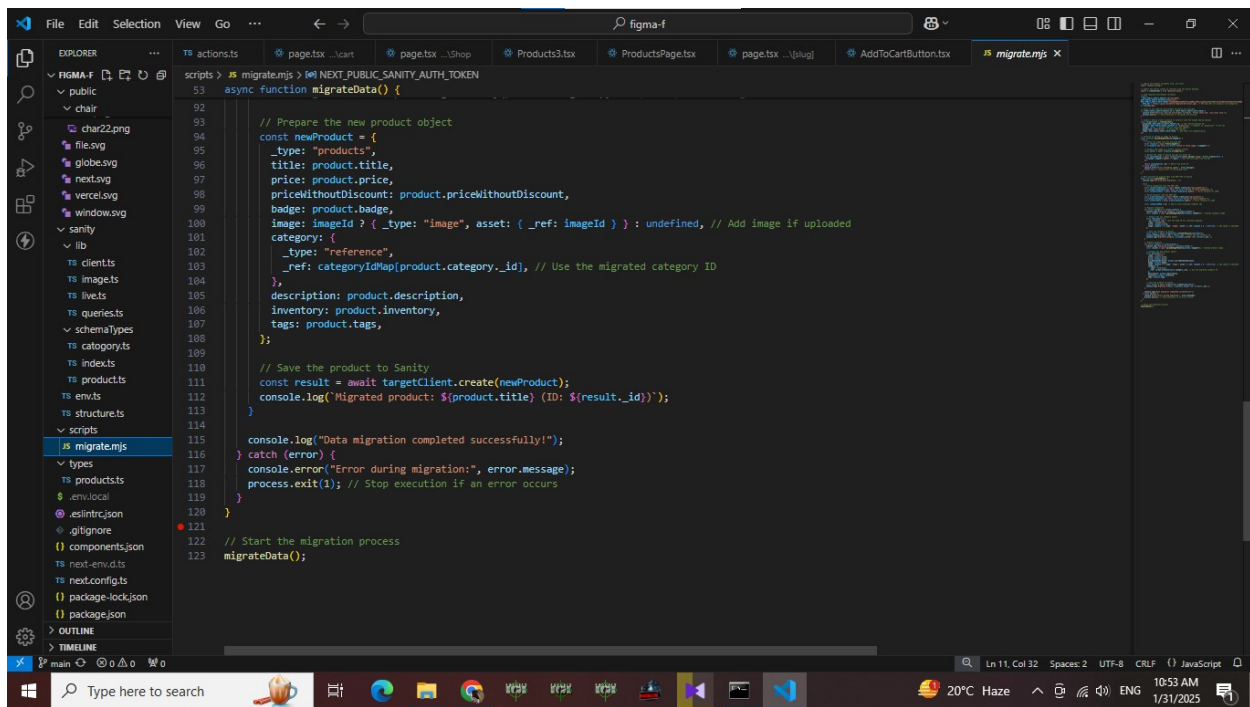 File Edit Selection View Go ··· figma-f
EXPLORER ···
TS actions.ts page.tsx ...\cart page.tsx ...\Shop Products3.tsx ProductsPage.tsx page.tsx ...\[slug] AddToCartButton.tsx JS migrate.mjs
FIGMA-F
public
chair
char22.png
file.svg
globe.svg
next.svg
vercel.svg
window.svg
sanity
lib
TS client.ts
TS image.ts
TS live.ts
TS queries.ts
schemaTypes
TS catogory.ts
TS index.ts
TS product.ts
TS env.ts
TS structure.ts
scripts
JS migrate.mjs
types
TS products.ts
$ .env.local
.eslintrc.json
.gitignore
{} components.json
TS next-env.d.ts
TS next.config.ts
{} package-lock.json
{} package.json
OUTLINE
TIMELINE
scripts > JS migrate.mjs > NEXT_PUBLIC_SANITY_AUTH_TOKEN
53 async function migrateData() {
92
93 // Prepare the new product object
94 const newProduct = {
95 _type: "products",
96 title: product.title,
97 price: product.price,
98 priceWithoutDiscount: product.priceWithoutDiscount,
99 badge: product.badge,
100 image: imageId ? { _type: "image", asset: { _ref: imageId } } : undefined, // Add image if uploaded
101 category: {
102 _type: "reference",
103 _ref: categoryIdMap[product.category._id], // Use the migrated category ID
104 },
105 description: product.description,
106 inventory: product.inventory,
107 tags: product.tags,
108 };
109
110 // Save the product to Sanity
111 const result = await targetClient.create(newProduct);
112 console.log(`Migrated product: ${product.title} (ID: ${result._id})`);
113 }
114
115 console.log("Data migration completed successfully!");
116 } catch (error) {
117 console.error("Error during migration:", error.message);
118 process.exit(1); // Stop execution if an error occurs
119 }
120 }
121
122 // Start the migration process
123 migrateData();
main 0 0 0 Ln 11, Col 32 Spaces: 2 UTF-8 CRLF {} JavaScript
Type here to search 20°C Haze ENG 10:53 AM
1/31/2025